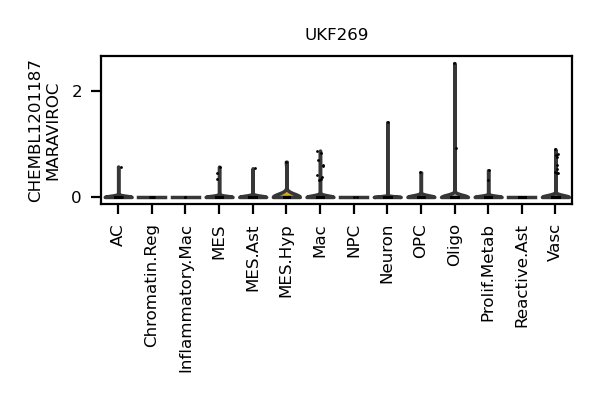 UKF269
CHEMBL1201187
MARAVIROC
2
0
AC
Chromatin.Reg
Inflammatory.Mac
MES
MES.Ast
MES.Hyp
Mac
NPC
Neuron
OPC
Oligo
Prolif.Metab
Reactive.Ast
Vasc